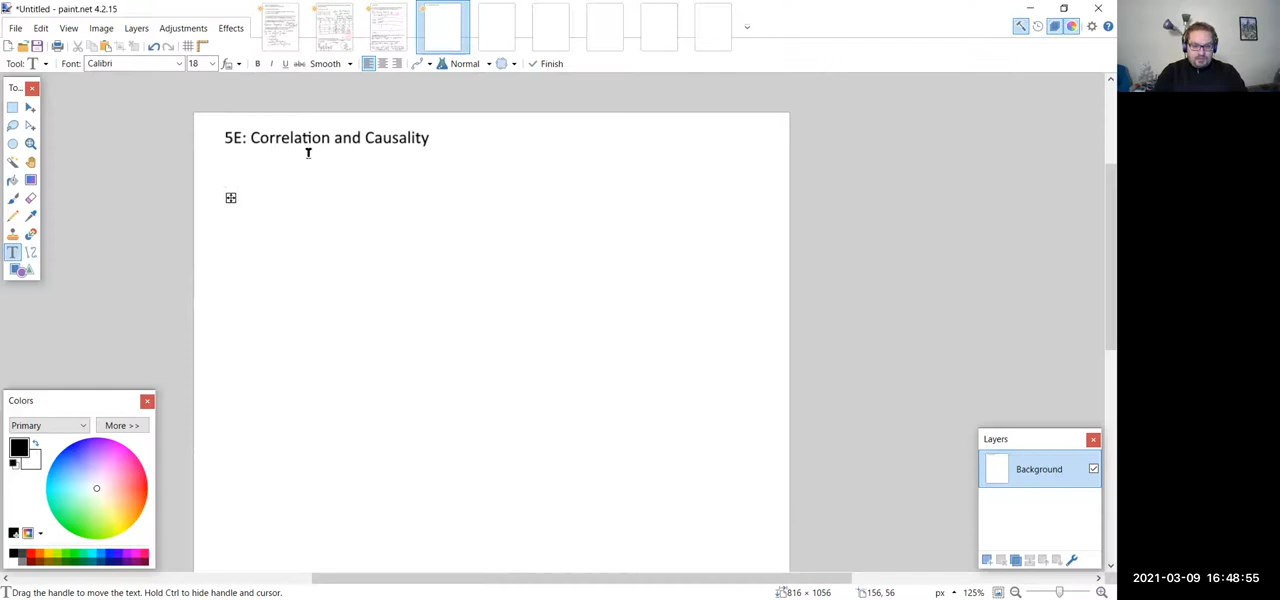 *Untitled - paint.net 4.2.15
File Edit View Image Layers Adjustments Effects
Tool: T Font: Calibri 18 Smooth Normal Finish
To...
5E: Correlation and Causality
Colors
Primary More >>
Layers
Background
Drag the handle to move the text. Hold Ctrl to hide handle and cursor. 816 × 1056 156, 56 px 125%
2021-03-09 16:48:55